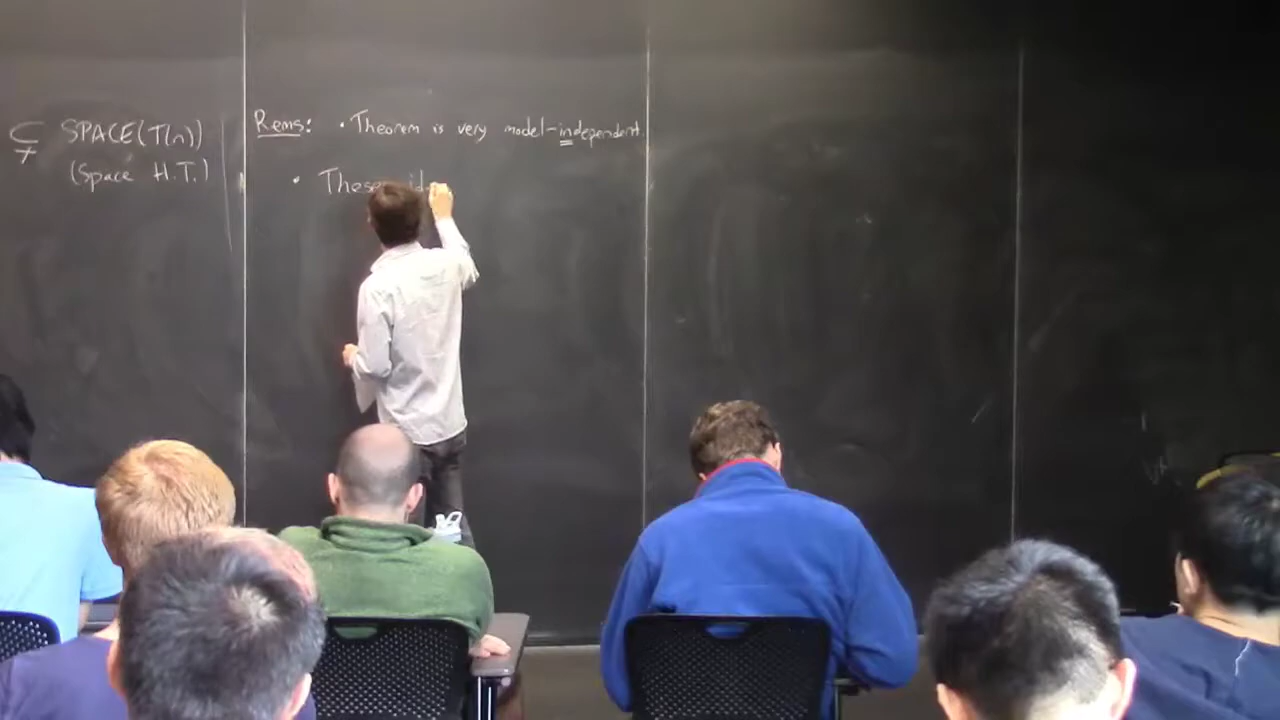 ⊊ SPACE(T(n))
(Space H.T.)
Rems: • Theorem is very model-independent.
• These